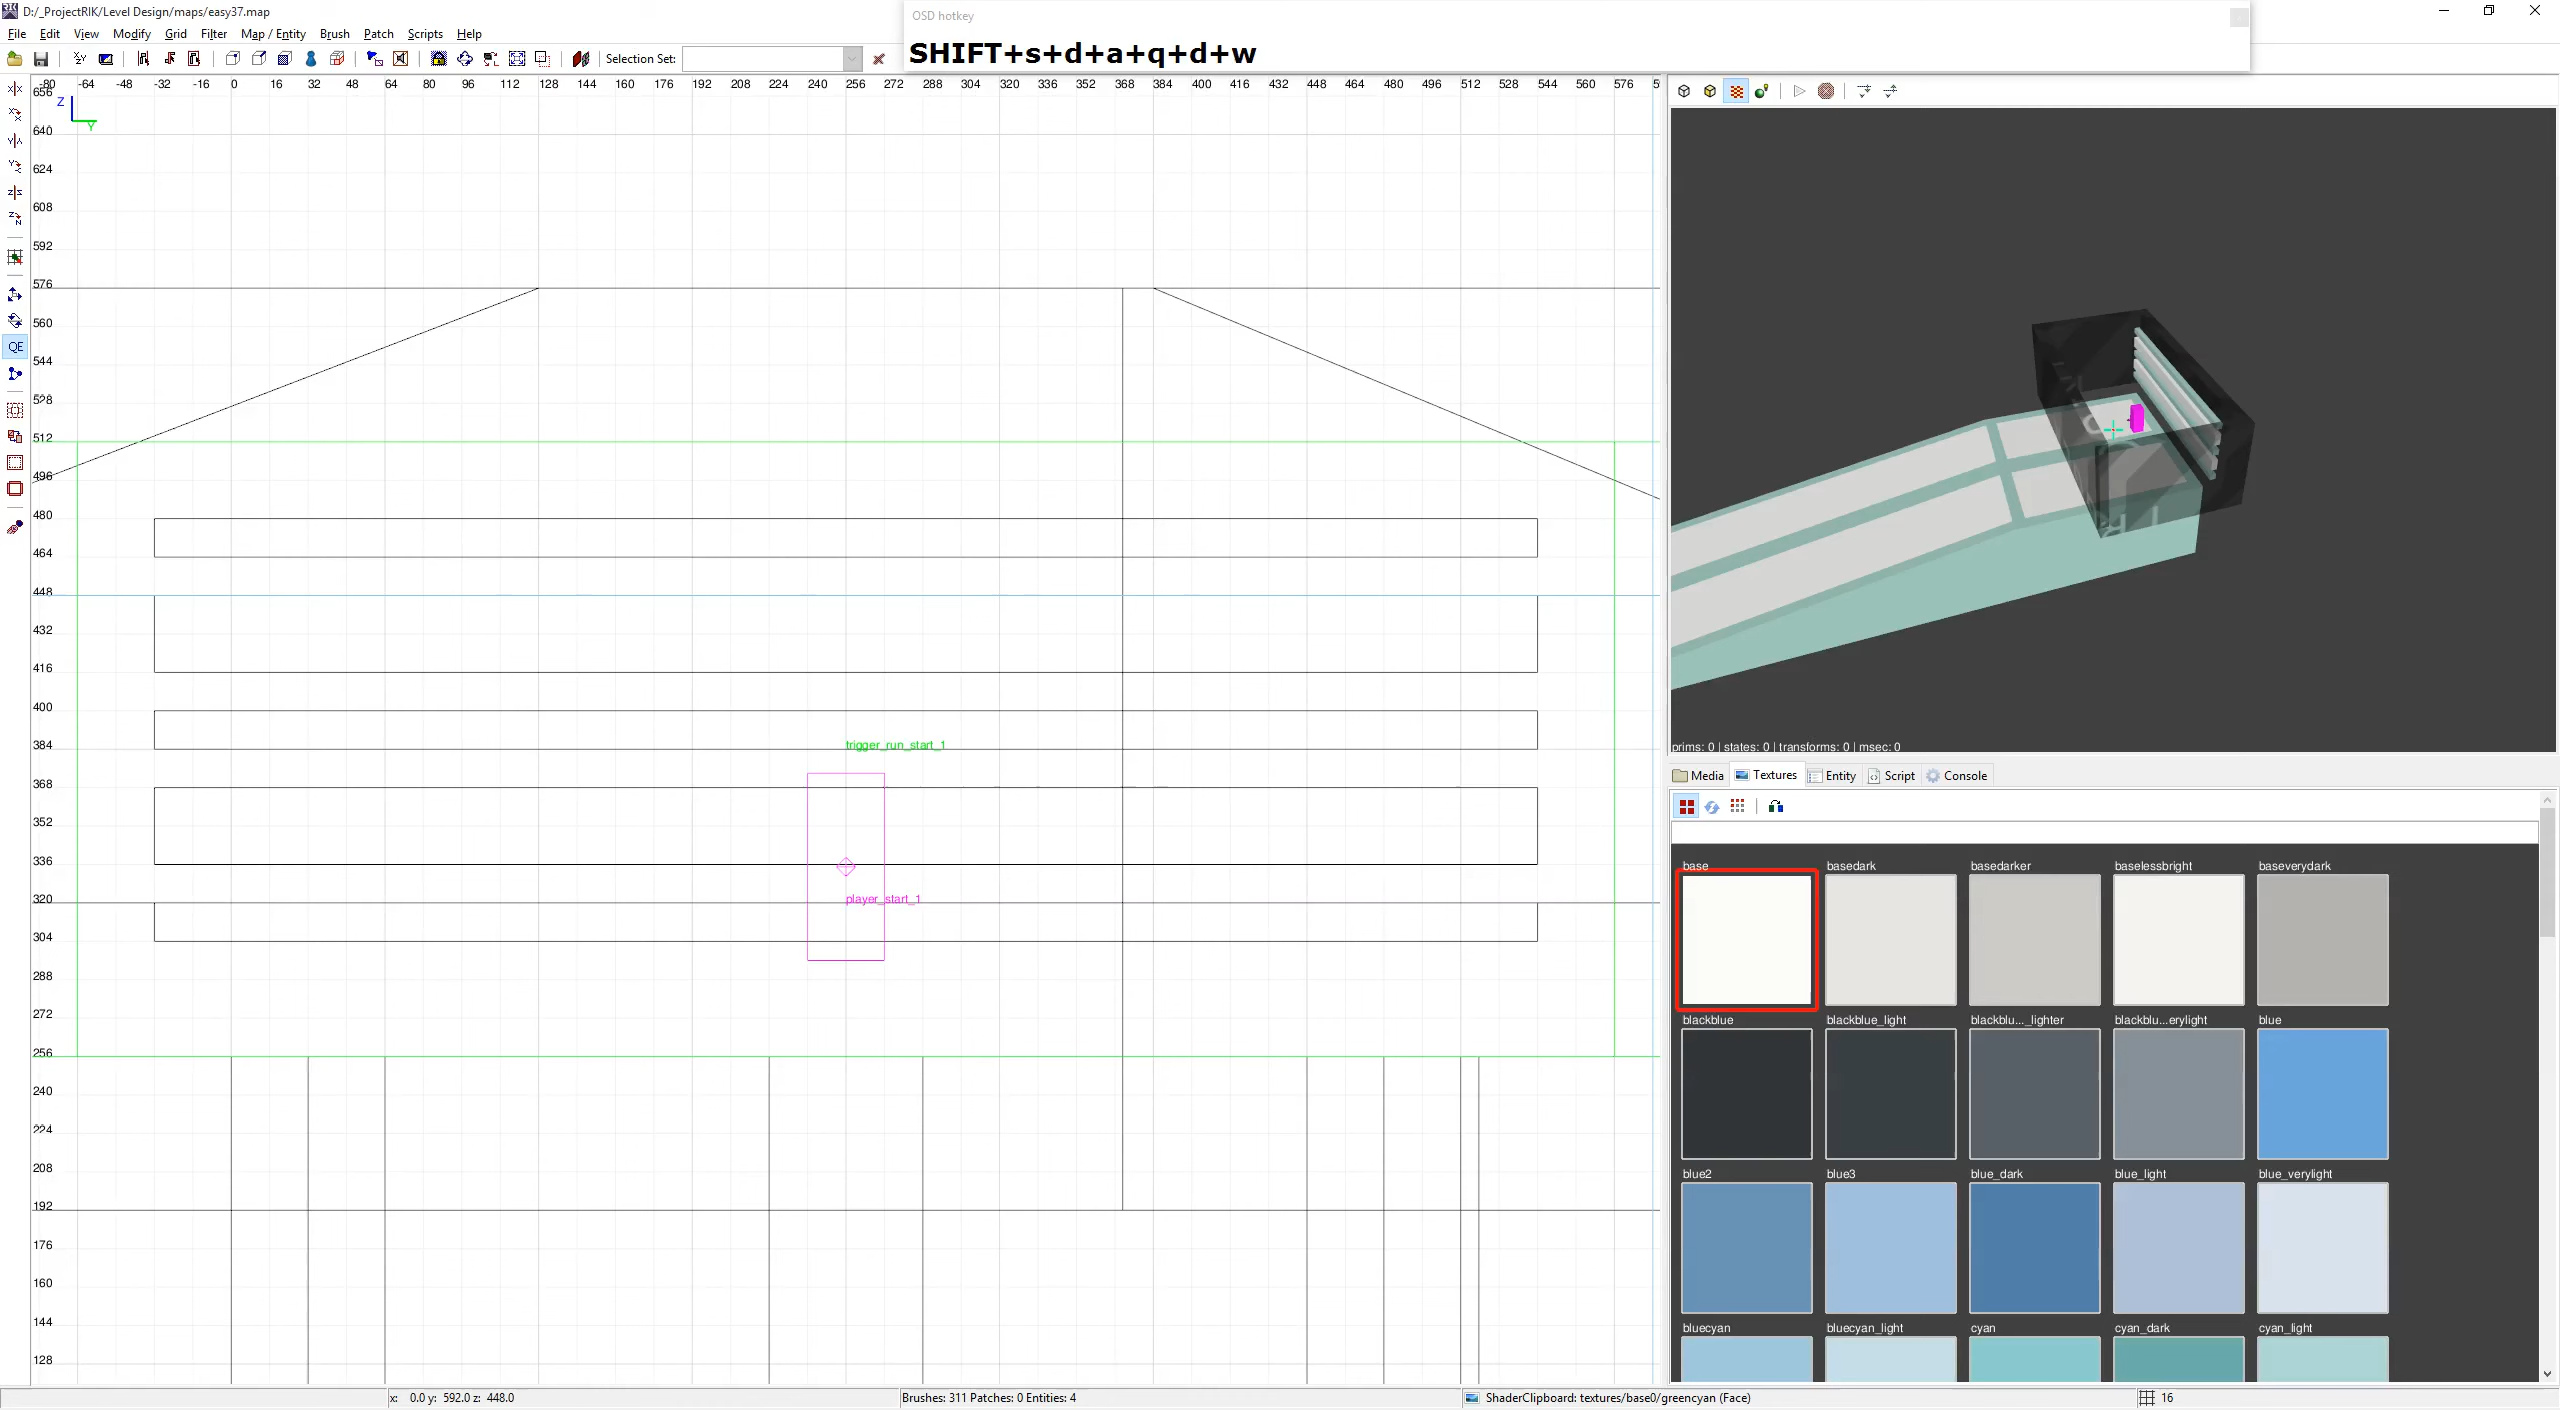 D:/_ProjectRIK/Level Design/maps/easy37.map
OSD hotkey
SHIFT+s+d+a+q+d+w
File Edit View Modify Grid Filter Map / Entity Brush Patch Scripts Help
Selection Set:
-80 -64 -48 -32 -16 0 16 32 48 64 80 96 112 128 144 160 176 192 208 224 240 256 272 288 304 320 336 352 368 384 400 416 432 448 464 480 496 512 528 544 560 576
656
Z
Y
640
624
608
592
576
560
544
528
512
496
480
464
448
432
416
400
384
trigger_run_start_1
368
352
336
320
player_start_1
304
288
272
256
240
224
208
192
176
160
144
128
QE
prims: 0 | states: 0 | transforms: 0 | msec: 0
Media Textures Entity Script Console
base basedark basedarker baselessbright baseverydark
blackblue blackblue_light blackblu..._lighter blackblu...erylight blue
blue2 blue3 blue_dark blue_light blue_verylight
bluecyan bluecyan_light cyan cyan_dark cyan_light
x: 0.0 y: 592.0 z: 448.0
Brushes: 311 Patches: 0 Entities: 4
ShaderClipboard: textures/base0/greencyan (Face)
16